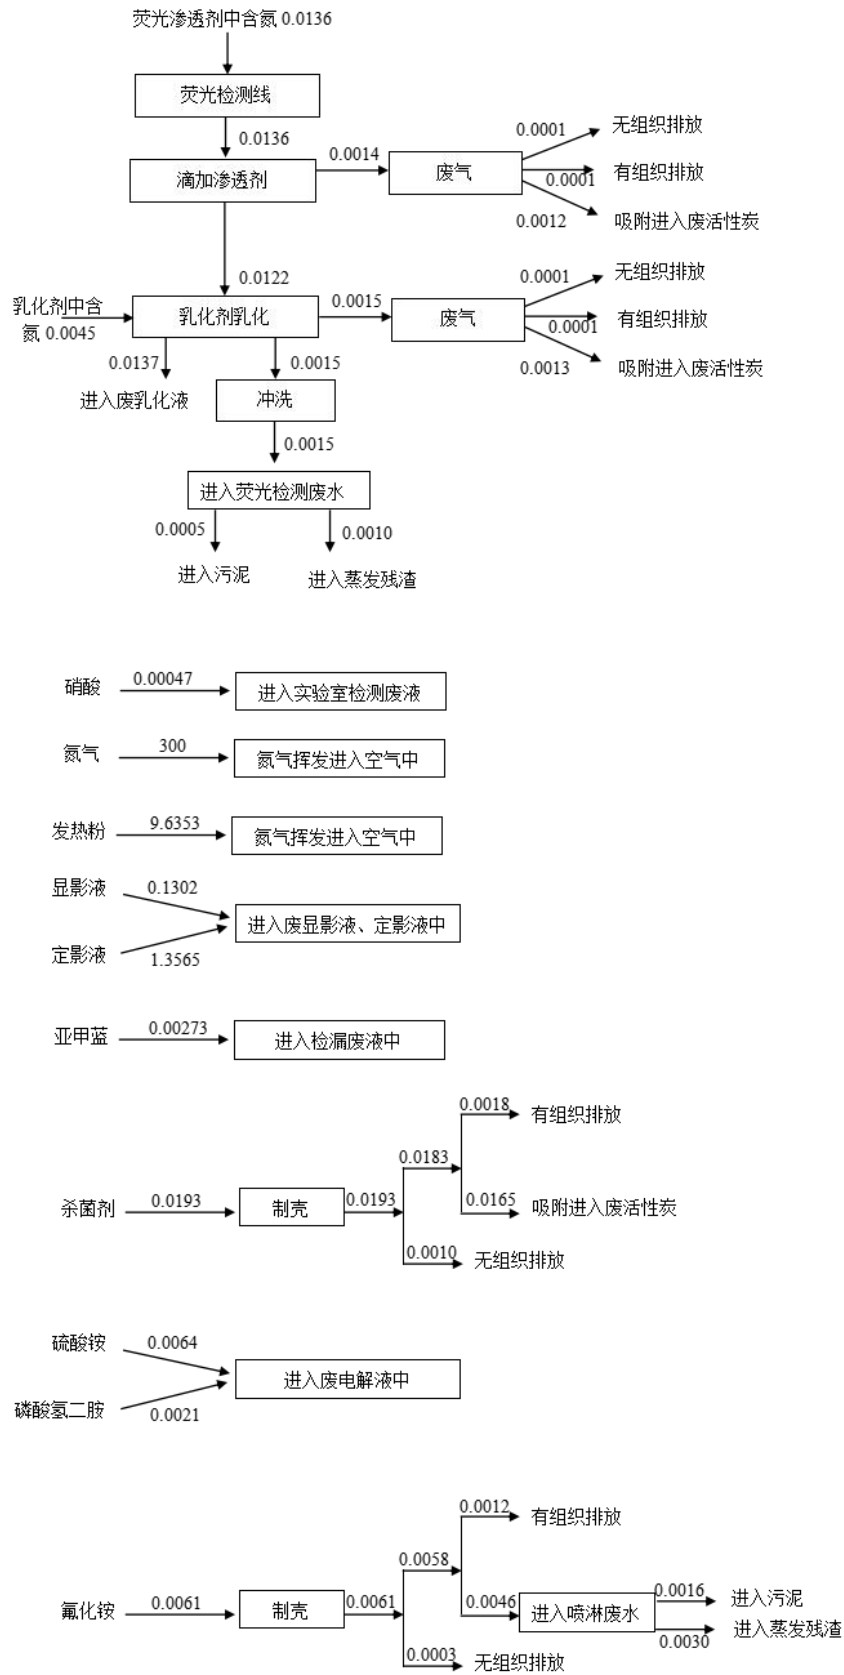 荧光渗透剂中含氮 0.0136
荧光检测线
0.0136
滴加渗透剂
0.0014
废气
0.0001
无组织排放
0.0001
有组织排放
0.0012
吸附进入废活性炭
0.0122
乳化剂中含
氮 0.0045
乳化剂乳化
0.0015
废气
0.0001
无组织排放
0.0001
有组织排放
0.0013
吸附进入废活性炭
0.0137
进入废乳化液
0.0015
冲洗
0.0015
进入荧光检测废水
0.0005
进入污泥
0.0010
进入蒸发残渣
硝酸
0.00047
进入实验室检测废液
氮气
300
氮气挥发进入空气中
发热粉
9.6353
氮气挥发进入空气中
显影液
0.1302
进入废显影液、定影液中
定影液
1.3565
亚甲蓝
0.00273
进入检漏废液中
杀菌剂
0.0193
制壳
0.0193
0.0183
0.0018
有组织排放
0.0165
吸附进入废活性炭
0.0010
无组织排放
硫酸铵
0.0064
进入废电解液中
磷酸氢二胺
0.0021
氟化铵
0.0061
制壳
0.0061
0.0058
0.0012
有组织排放
0.0046
进入喷淋废水
0.0016
进入污泥
0.0030
进入蒸发残渣
0.0003
无组织排放